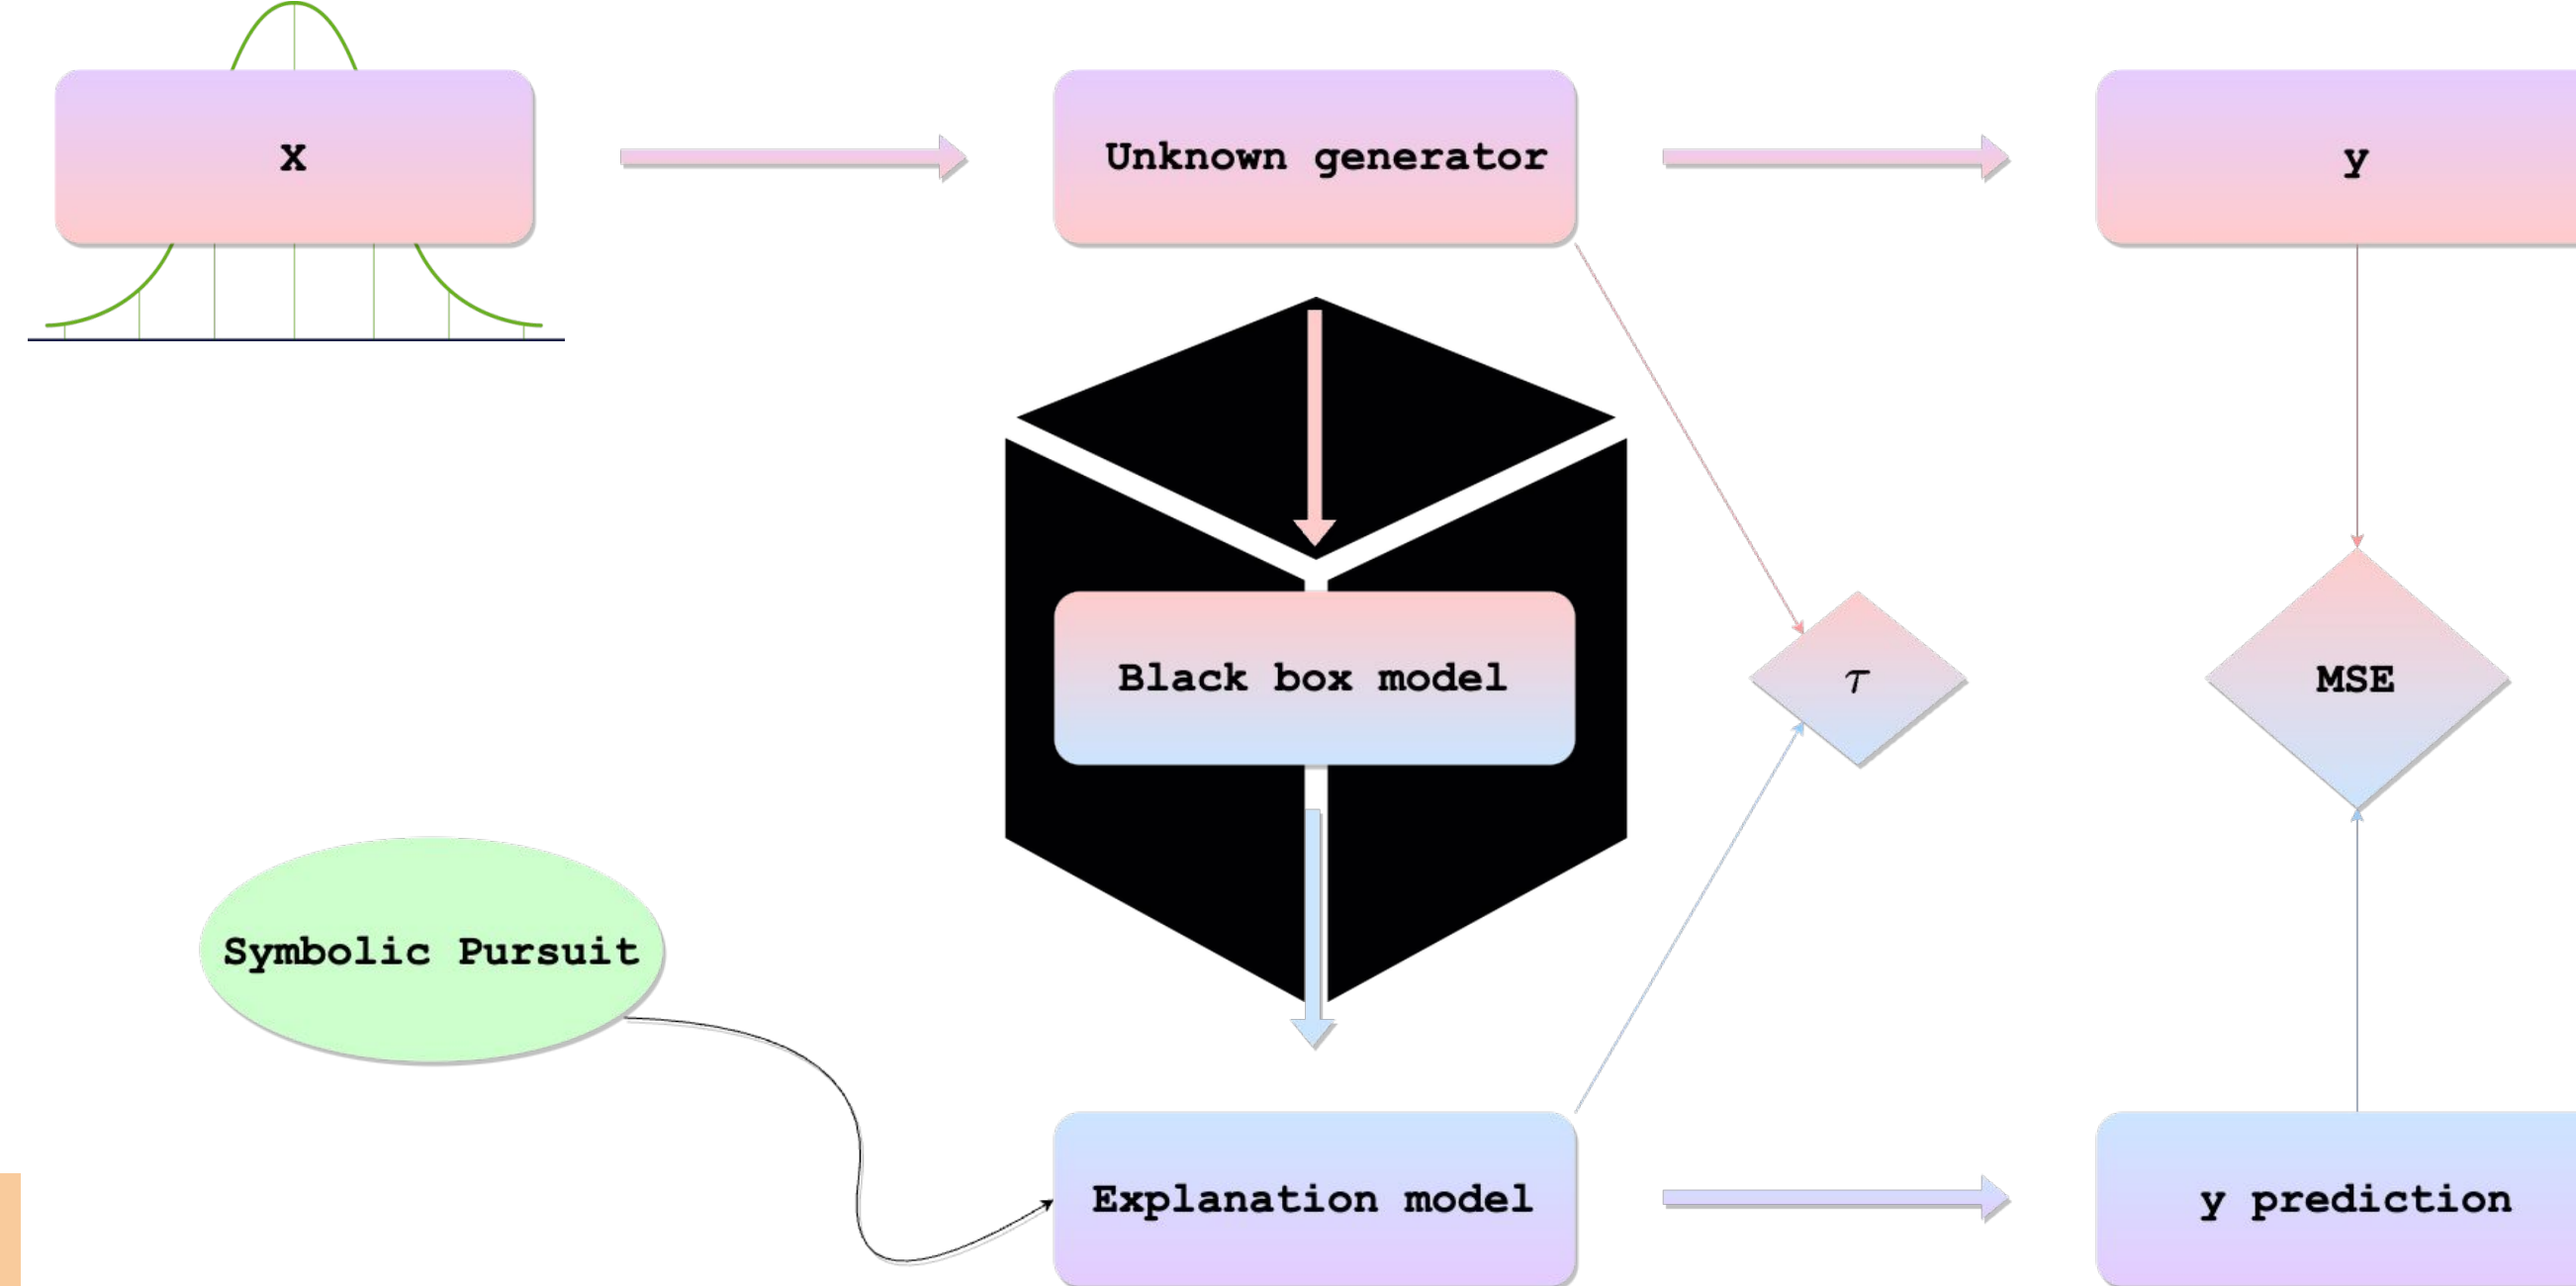 x
Unknown generator
y
Black box model
τ
MSE
Symbolic Pursuit
Explanation model
y prediction